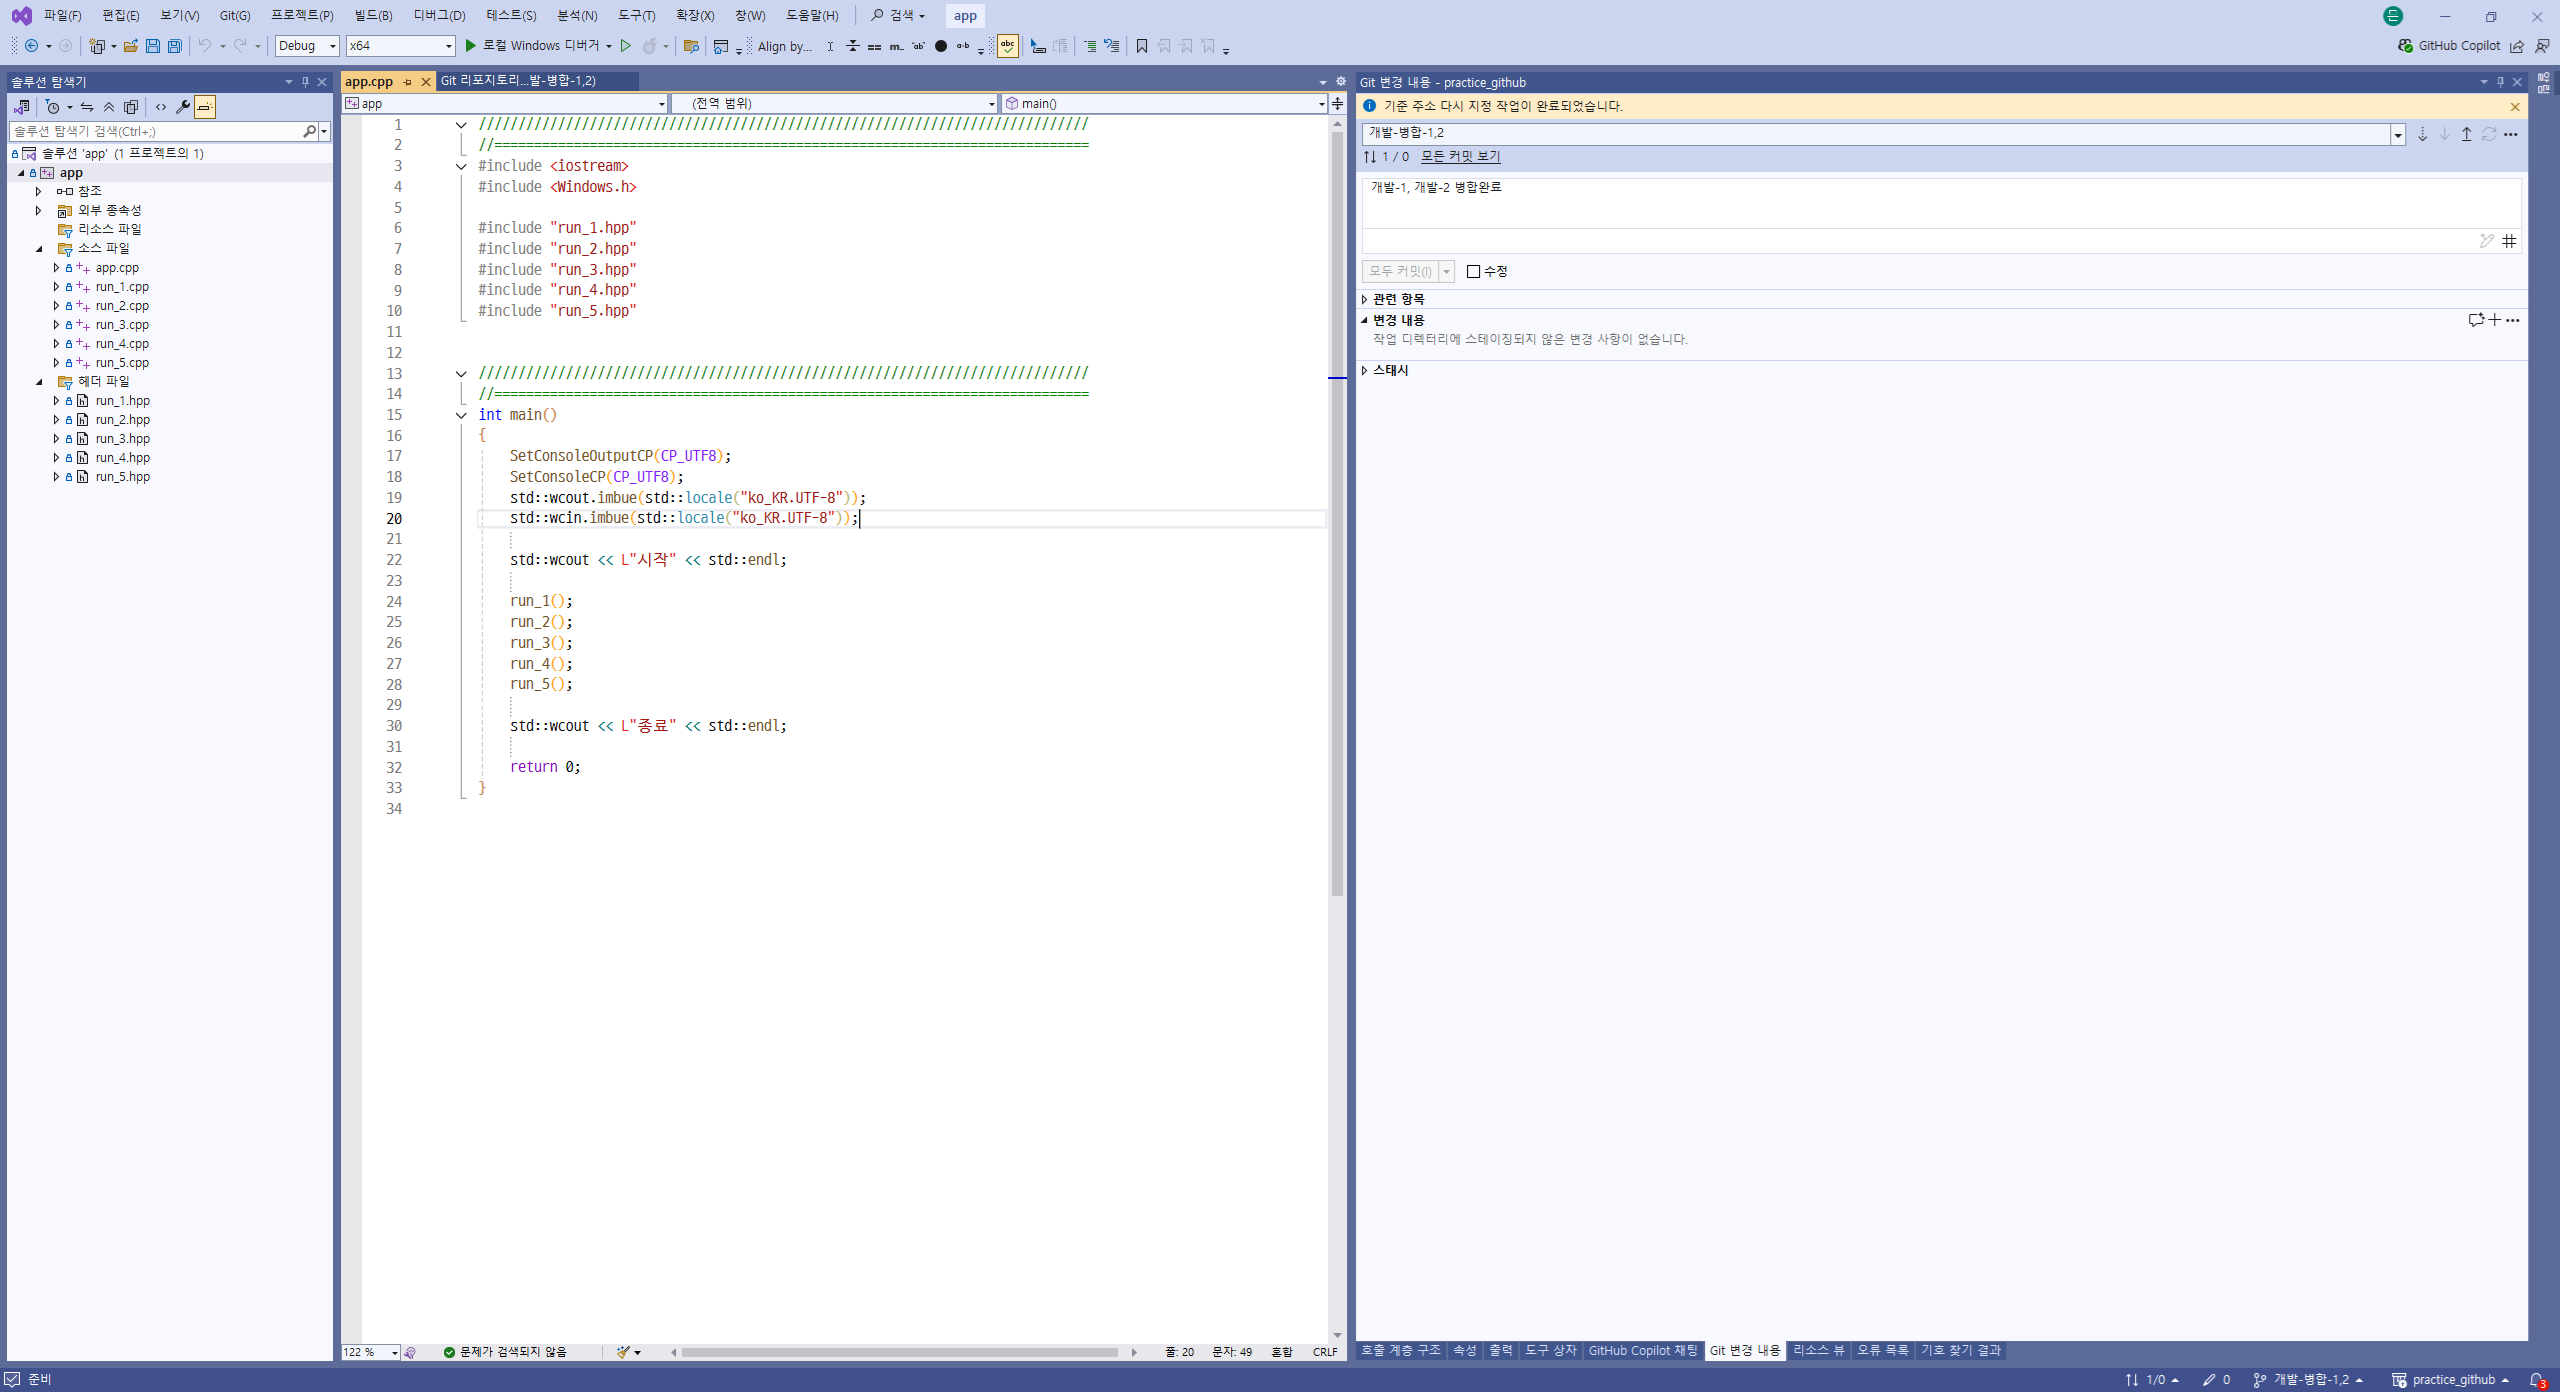 파일(F) 편집(E) 보기(V) Git(G) 프로젝트(P) 빌드(B) 디버그(D) 테스트(S) 분석(N) 도구(T) 확장(X) 창(W) 도움말(H) 검색 app 든
Debug x64 로컬 Windows 디버거 Align by... GitHub Copilot
솔루션 탐색기
솔루션 탐색기 검색(Ctrl+;)
솔루션 'app' (1 프로젝트의 1)
app
참조
외부 종속성
리소스 파일
소스 파일
app.cpp
run_1.cpp
run_2.cpp
run_3.cpp
run_4.cpp
run_5.cpp
헤더 파일
run_1.hpp
run_2.hpp
run_3.hpp
run_4.hpp
run_5.hpp
app.cpp Git 리포지토리...발-병합-1,2)
app (전역 범위) main()
1 /////////////////////////////////////////////////////////////////////////////
2 //===========================================================================
3 #include <iostream>
4 #include <Windows.h>
5
6 #include "run_1.hpp"
7 #include "run_2.hpp"
8 #include "run_3.hpp"
9 #include "run_4.hpp"
10 #include "run_5.hpp"
11
12
13 /////////////////////////////////////////////////////////////////////////////
14 //===========================================================================
15 int main()
16 {
17 SetConsoleOutputCP(CP_UTF8);
18 SetConsoleCP(CP_UTF8);
19 std::wcout.imbue(std::locale("ko_KR.UTF-8"));
20 std::wcin.imbue(std::locale("ko_KR.UTF-8"));
21
22 std::wcout << L"시작" << std::endl;
23
24 run_1();
25 run_2();
26 run_3();
27 run_4();
28 run_5();
29
30 std::wcout << L"종료" << std::endl;
31
32 return 0;
33 }
34
122 % 문제가 검색되지 않음 줄: 20 문자: 49 혼합 CRLF
Git 변경 내용 - practice_github
기준 주소 다시 지정 작업이 완료되었습니다.
개발-병합-1,2
1 / 0 모든 커밋 보기
개발-1, 개발-2 병합완료
모두 커밋(I) 수정
관련 항목
변경 내용
작업 디렉터리에 스테이징되지 않은 변경 사항이 없습니다.
스태시
호출 계층 구조 속성 출력 도구 상자 GitHub Copilot 채팅 Git 변경 내용 리소스 뷰 오류 목록 기호 찾기 결과
알림
준비 1/0 0 개발-병합-1,2 practice_github 3